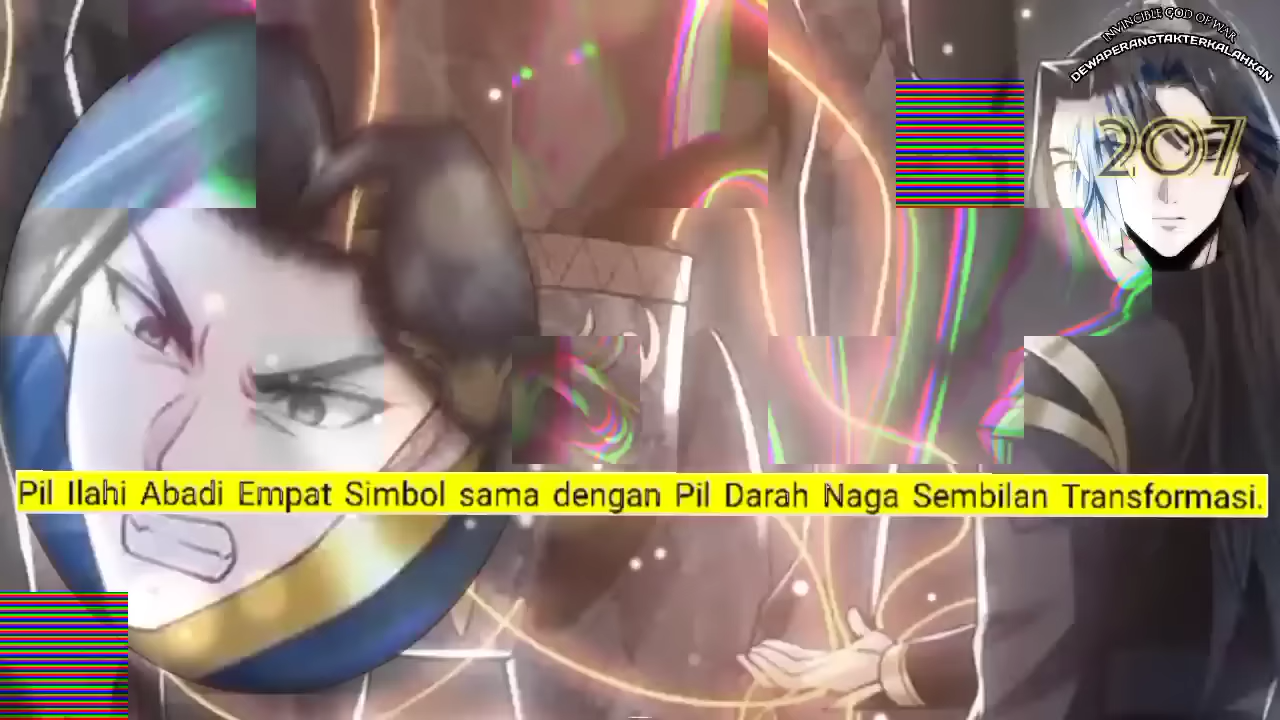 INVINCIBLE GOD OF WAR
DEWAPERANGTAKTERKALAHKAN
207
Pil Ilahi Abadi Empat Simbol sama dengan Pil Darah Naga Sembilan Transformasi.